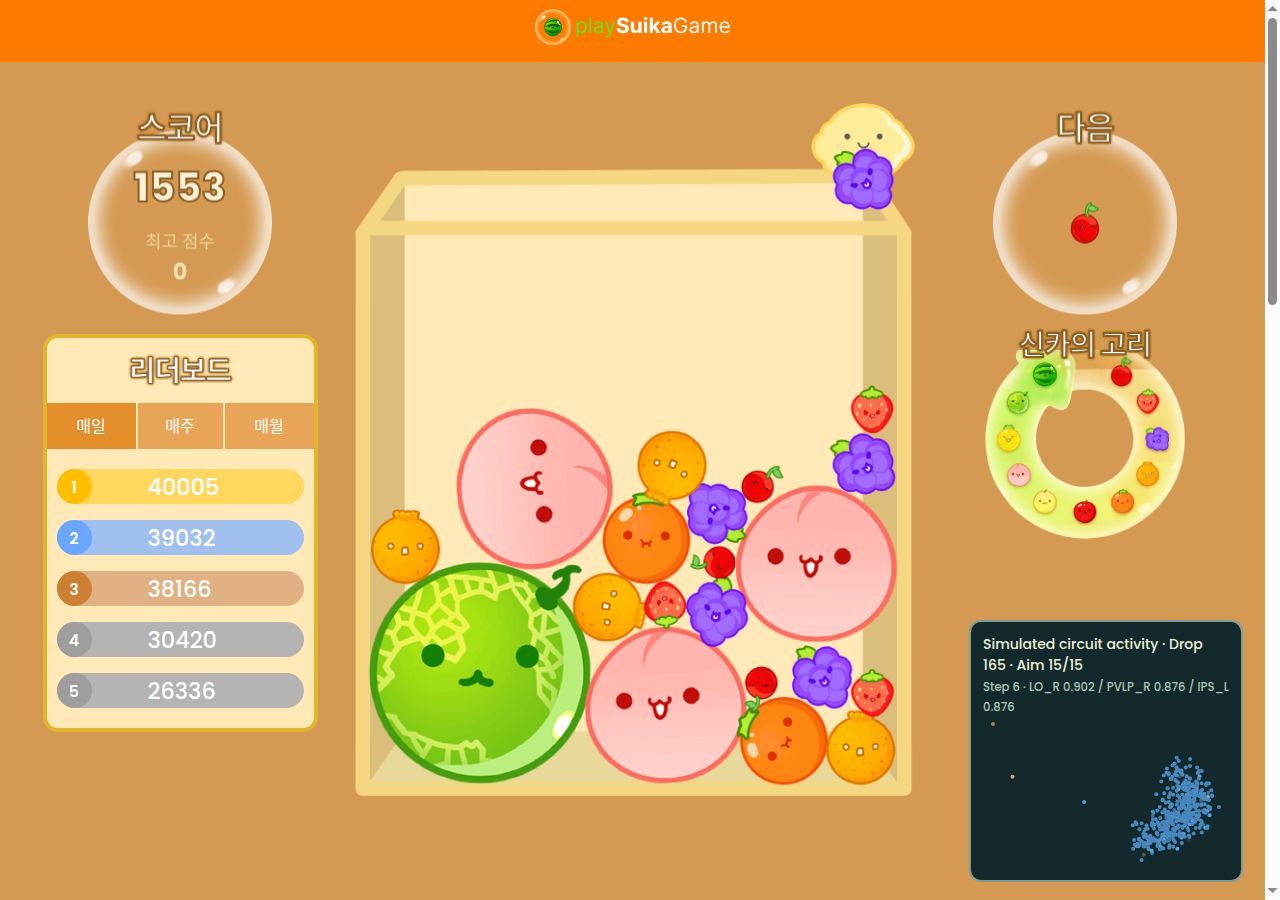 playSuikaGame
스코어
1553
최고 점수
0
다음
리더보드
매일 매주 매월
1 40005
2 39032
3 38166
4 30420
5 26336
신카의 고리
Simulated circuit activity · Drop
165 · Aim 15/15
Step 6 · LO_R 0.902 / PVLP_R 0.876 / IPS_L
0.876